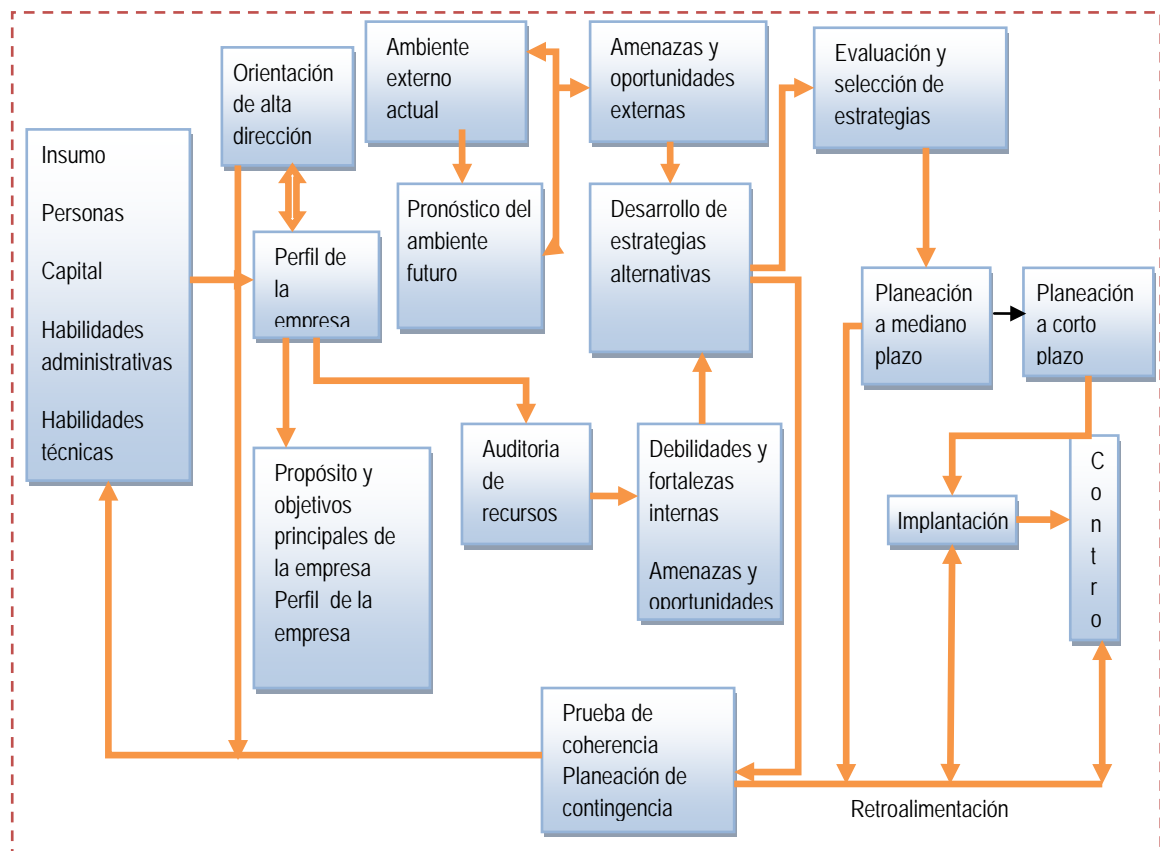 Insumo
Personas
Capital
Habilidades
administrativas
Habilidades
técnicas
Orientación
de alta
dirección
Perfil de
la
empresa
Propósito y
objetivos
principales de
la empresa
Perfil de la
empresa
Ambiente
externo
actual
Pronóstico del
ambiente
futuro
Auditoria
de
recursos
Amenazas y
oportunidades
externas
Desarrollo de
estrategias
alternativas
Debilidades y
fortalezas
internas
Amenazas y
oportunidades
Evaluación y
selección de
estrategias
Planeación
a mediano
plazo
Planeación
a corto
plazo
Implantación
C
o
n
t
r
o
Prueba de
coherencia
Planeación de
contingencia
Retroalimentación